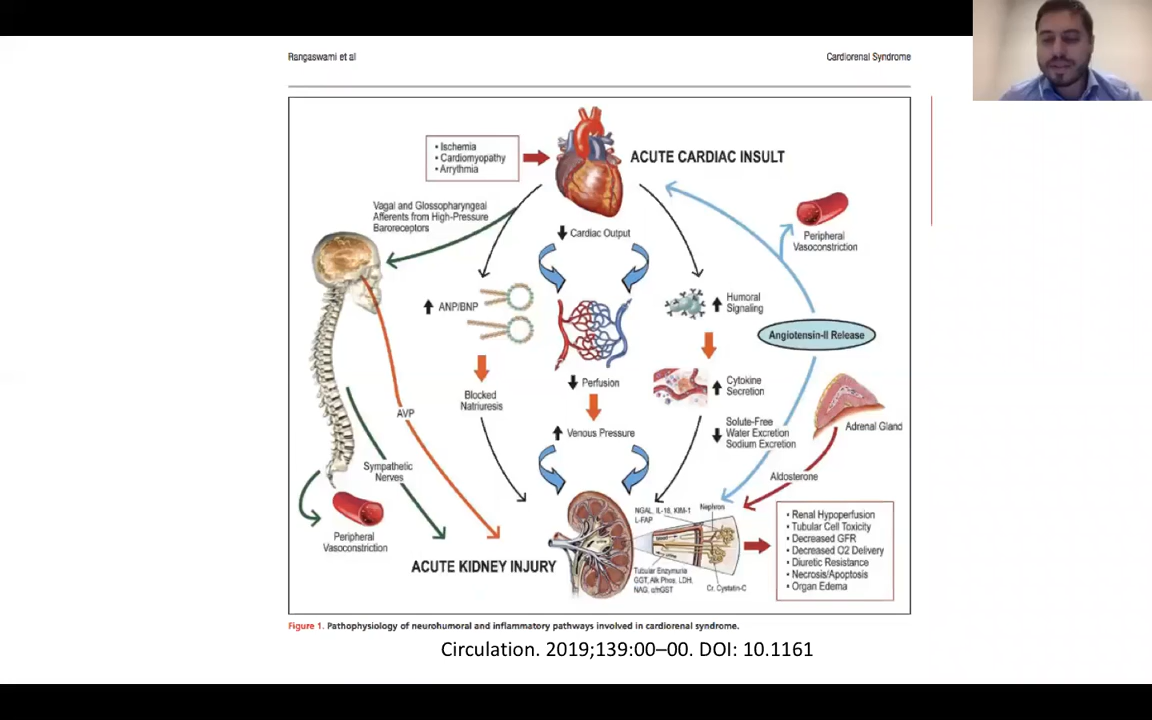 Rangaswami et al
Cardiorenal Syndrome
• Ischemia
• Cardiomyopathy
• Arrythmia
ACUTE CARDIAC INSULT
Vagal and Glossopharyngeal
Afferents from High-Pressure
Baroreceptors
Cardiac Output
Peripheral
Vasoconstriction
ANP/BNP
Humoral
Signaling
Angiotensin-II Release
Perfusion
Cytokine
Secretion
Blocked
Natriuresis
AVP
Venous Pressure
Solute-Free
Water Excretion
Sodium Excretion
Adrenal Gland
Sympathetic
Nerves
Aldosterone
Peripheral
Vasoconstriction
NGAL, IL-18, KIM-1
L-FAP
Nephron
• Renal Hypoperfusion
• Tubular Cell Toxicity
• Decreased GFR
• Decreased O2 Delivery
• Diuretic Resistance
• Necrosis/Apoptosis
• Organ Edema
ACUTE KIDNEY INJURY
Tubular Enzymuria
GGT, Alk Phos, LDH,
NAG,
Cr, Cystatin-C
Figure 1. Pathophysiology of neurohumoral and inflammatory pathways involved in cardiorenal syndrome.
Circulation. 2019;139:00–00. DOI: 10.1161